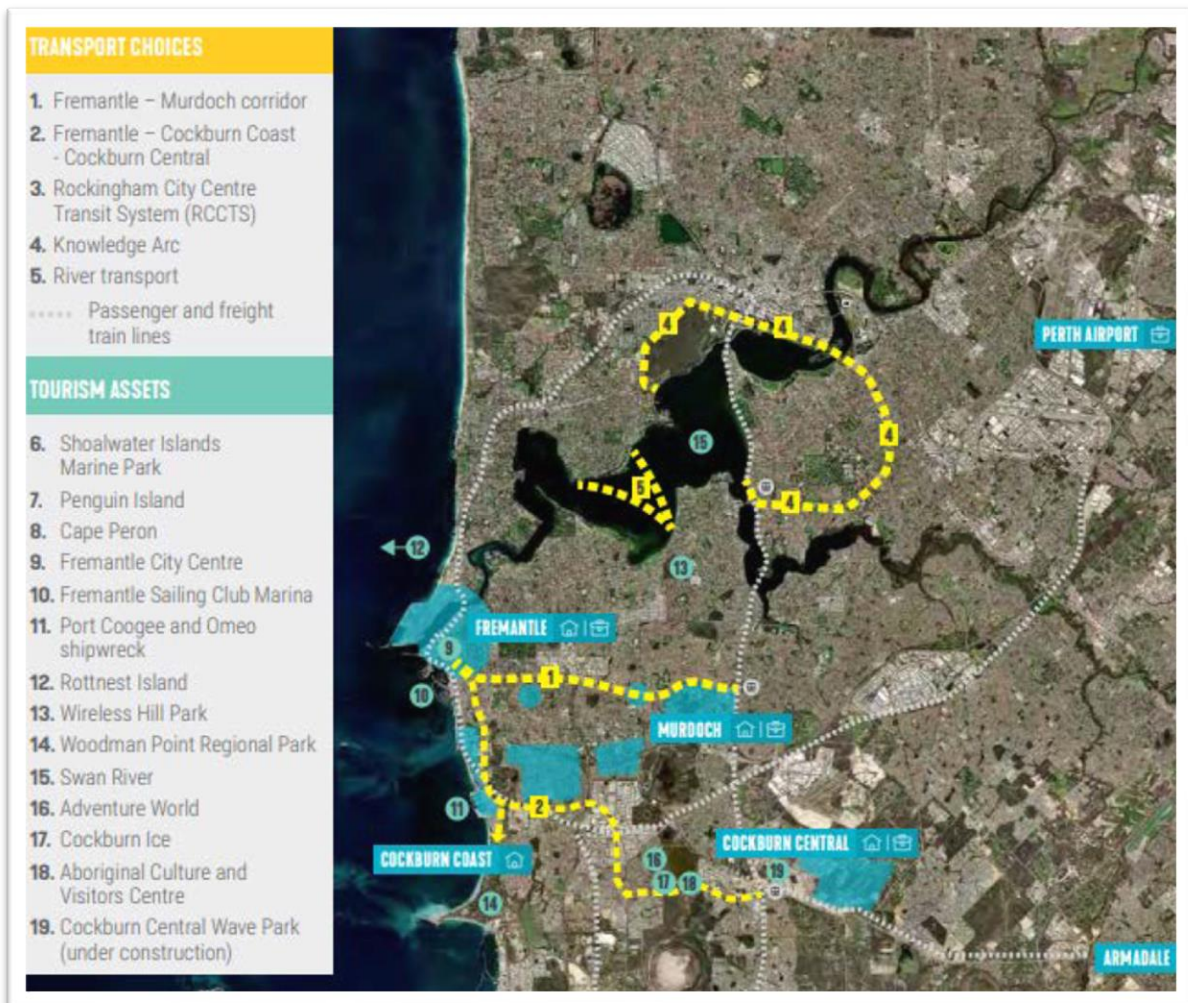 TRANSPORT CHOICES
1. Fremantle – Murdoch corridor
2. Fremantle – Cockburn Coast
- Cockburn Central
3. Rockingham City Centre
Transit System (RCCTS)
4. Knowledge Arc
5. River transport
Passenger and freight
train lines
TOURISM ASSETS
6. Shoalwater Islands
Marine Park
7. Penguin Island
8. Cape Peron
9. Fremantle City Centre
10. Fremantle Sailing Club Marina
11. Port Coogee and Omeo
shipwreck
12. Rottnest Island
13. Wireless Hill Park
14. Woodman Point Regional Park
15. Swan River
16. Adventure World
17. Cockburn Ice
18. Aboriginal Culture and
Visitors Centre
19. Cockburn Central Wave Park
(under construction)
4
4
PERTH AIRPORT
4
15
5
4
12
13
FREMANTLE
9
1
10
MURDOCH
11
2
COCKBURN CENTRAL
COCKBURN COAST
16
19
17
18
14
ARMADALE